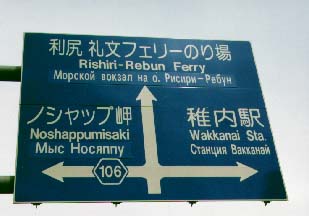 利尻 礼文フェリーのり場
Rishiri-Rebun Ferry
Морской вокзал на о. Рисири-Ребун
ノシャップ岬
Noshappumisaki
Мыс Носяппу
106
稚内駅
Wakkanai Sta.
Станция Вакканай